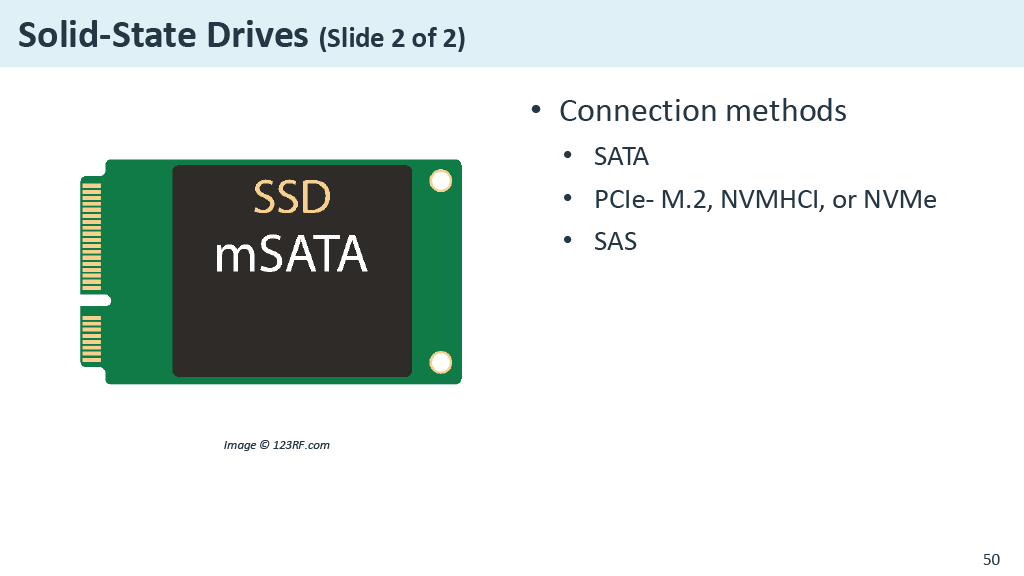 Solid-State Drives (Slide 2 of 2)
SSD
mSATA
Image © 123RF.com
• Connection methods
• SATA
• PCIe- M.2, NVMHCI, or NVMe
• SAS
50